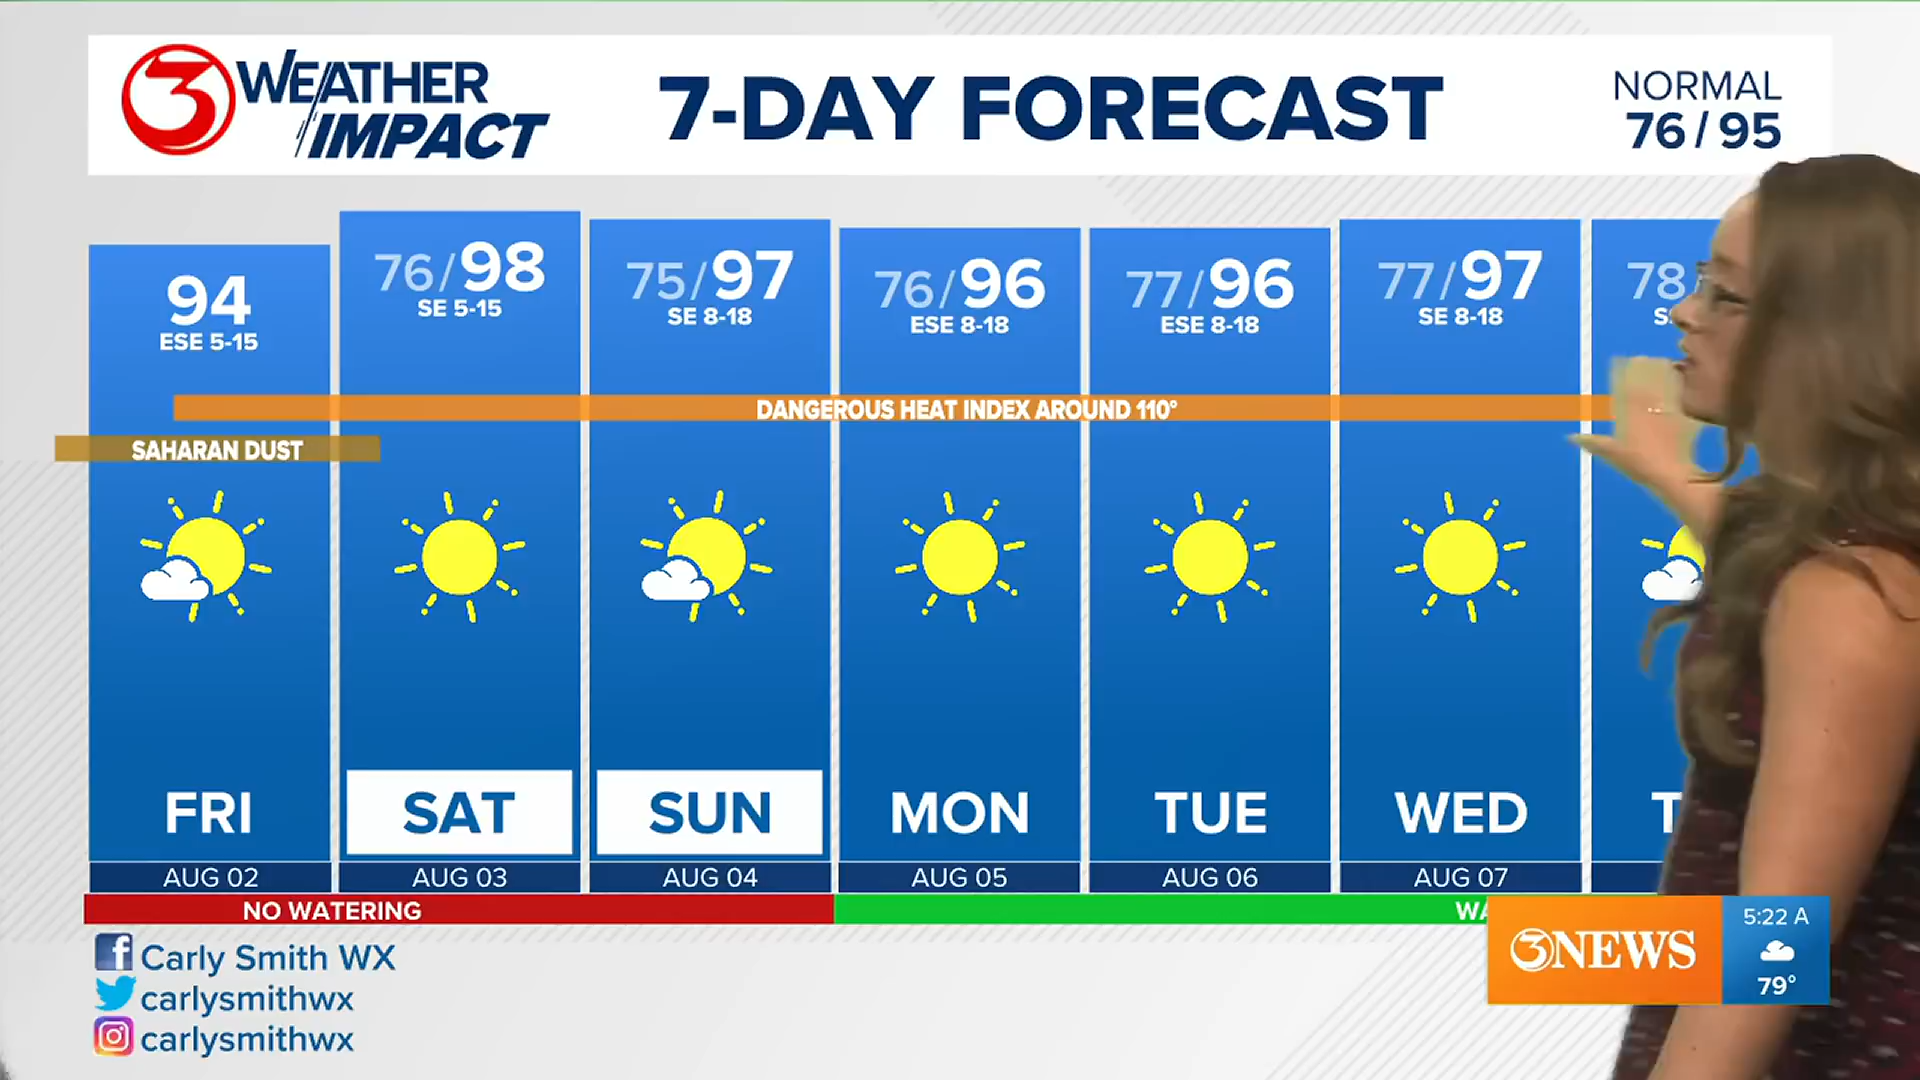 3 WEATHER IMPACT
7-DAY FORECAST
NORMAL
76/95
94
ESE 5-15
76/98
SE 5-15
75/97
SE 8-18
76/96
ESE 8-18
77/96
ESE 8-18
77/97
SE 8-18
78/
DANGEROUS HEAT INDEX AROUND 110°
SAHARAN DUST
FRI
SAT
SUN
MON
TUE
WED
AUG 02
AUG 03
AUG 04
AUG 05
AUG 06
AUG 07
NO WATERING
Carly Smith WX
carlysmithwx
carlysmithwx
3NEWS
5:22 A
79°